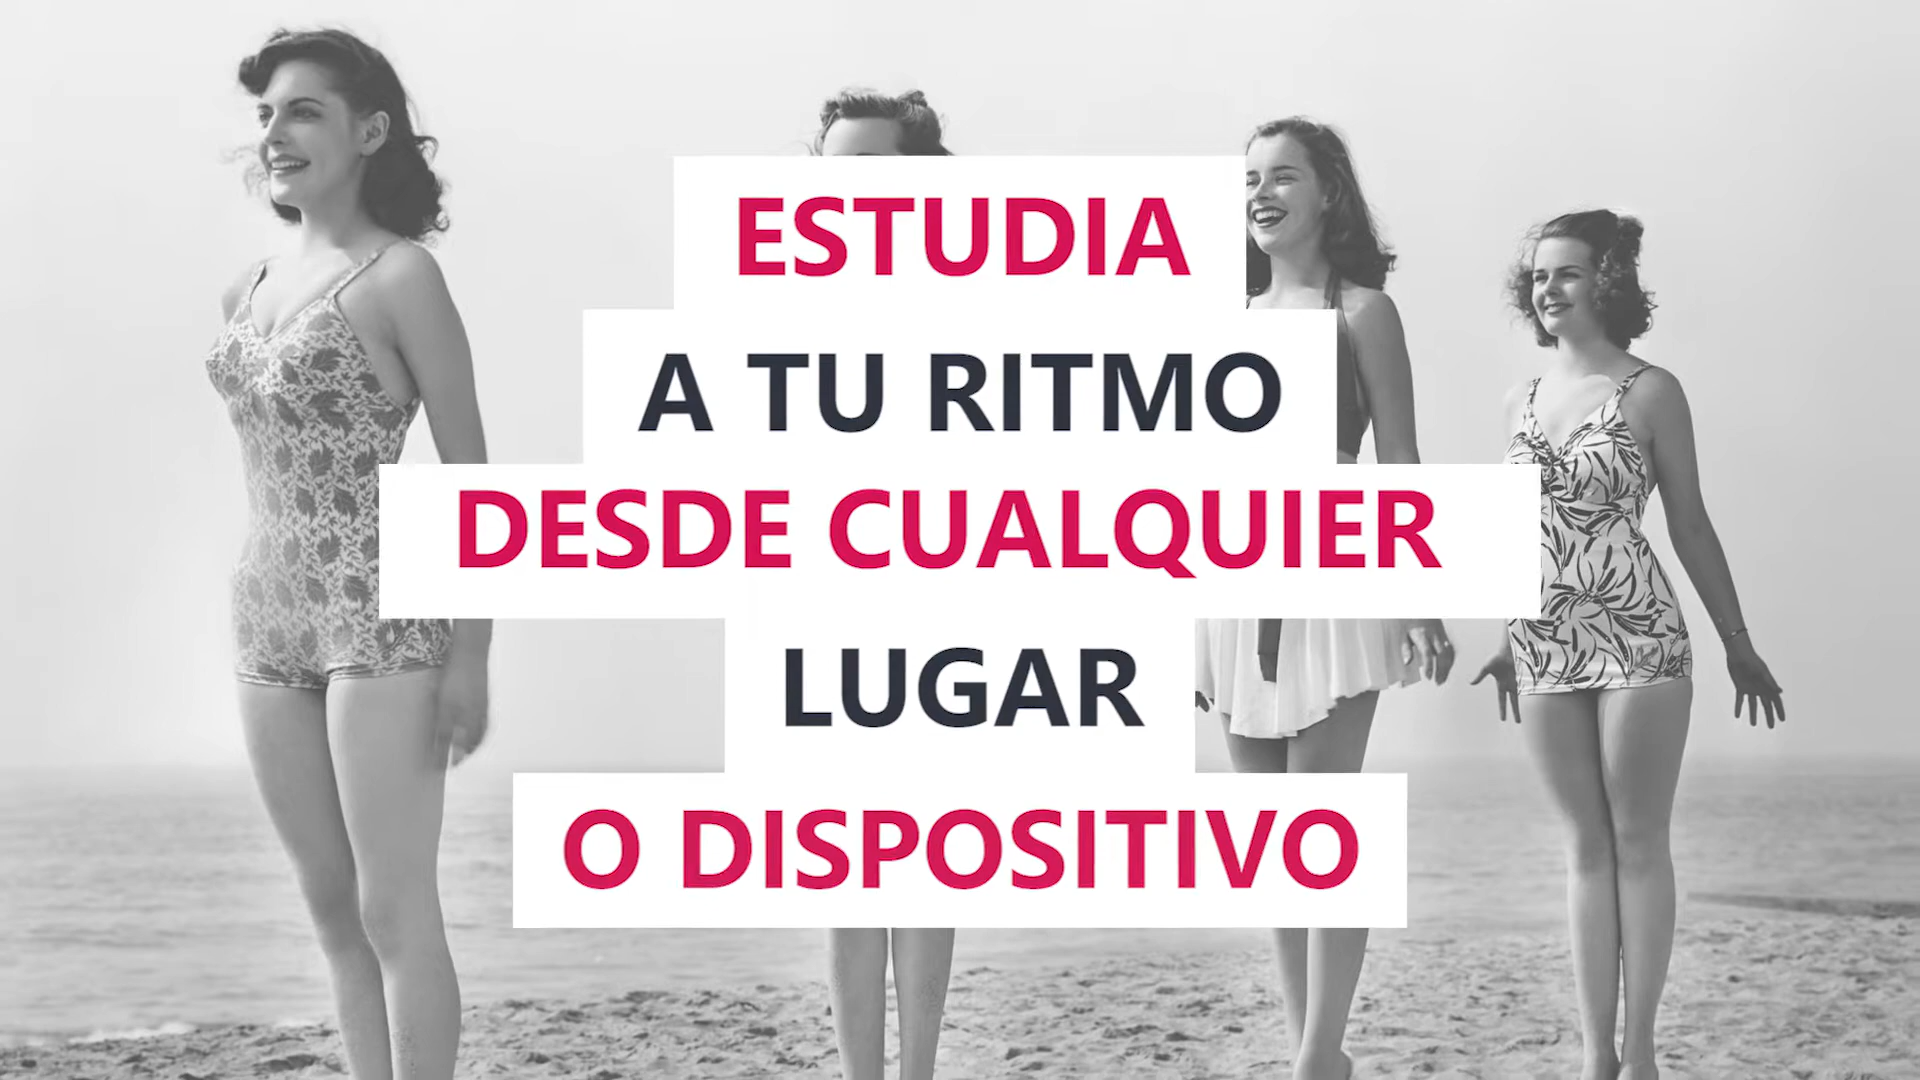 ESTUDIA
A TU RITMO
DESDE CUALQUIER
LUGAR
O DISPOSITIVO